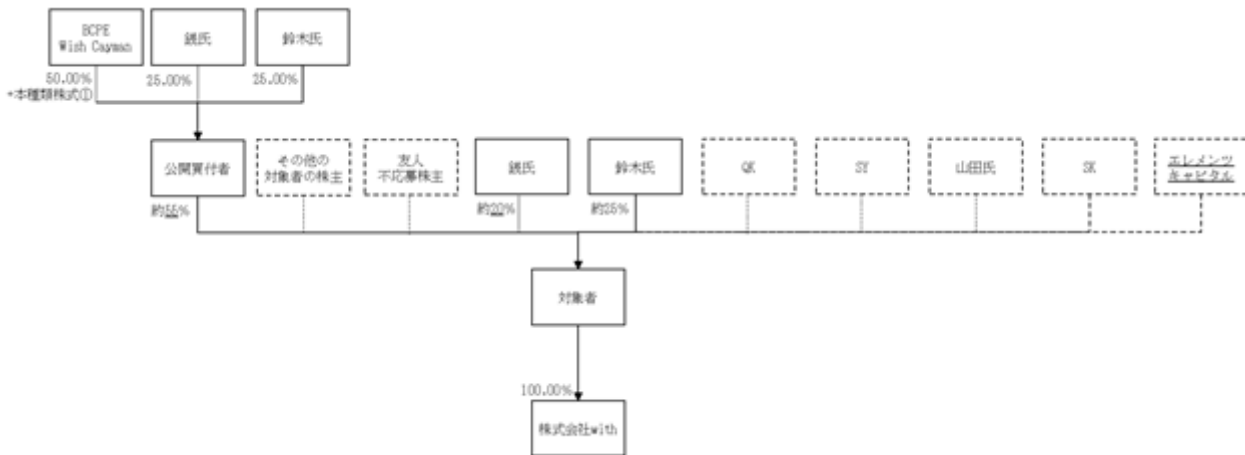 BCPE
Wish Cayman
銭氏
鈴木氏
50.00%
+本種類株式①
25.00%
25.00%
公開買付者
その他の
対象者の株主
友人
不応募株主
銭氏
鈴木氏
QK
SY
山田氏
SK
エレメンツ
キャピタル
約55%
約20%
約25%
対象者
100.00%
株式会社with